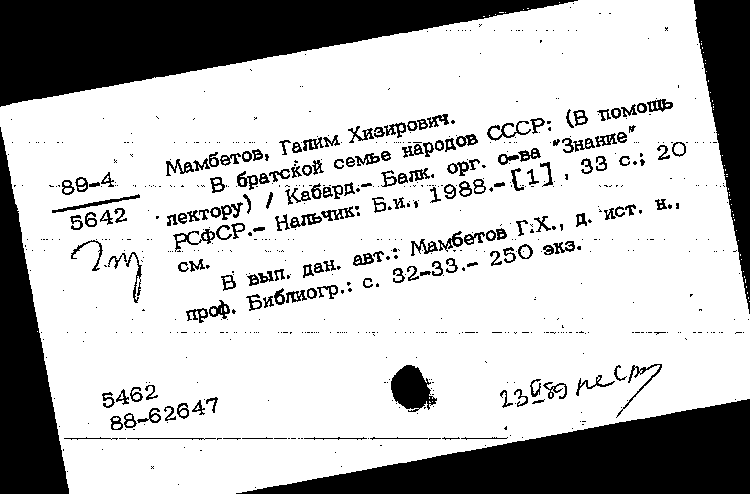 Мамбетов, Галим Хизирович.
В братской семье народов СССР: (В помощь
89-4
5642
лектору) / Кабард.- Балк. орг. о-ва "Знание"
РСФСР.- Нальчик: Б.и., 1988.- [1] , 33 с.; 20
см.
В вып. дан. авт.: Мамбетов Г.Х., д. ист. н.,
проф. Библиогр.: с. 32-33.- 250 экз.
5462
88-62647